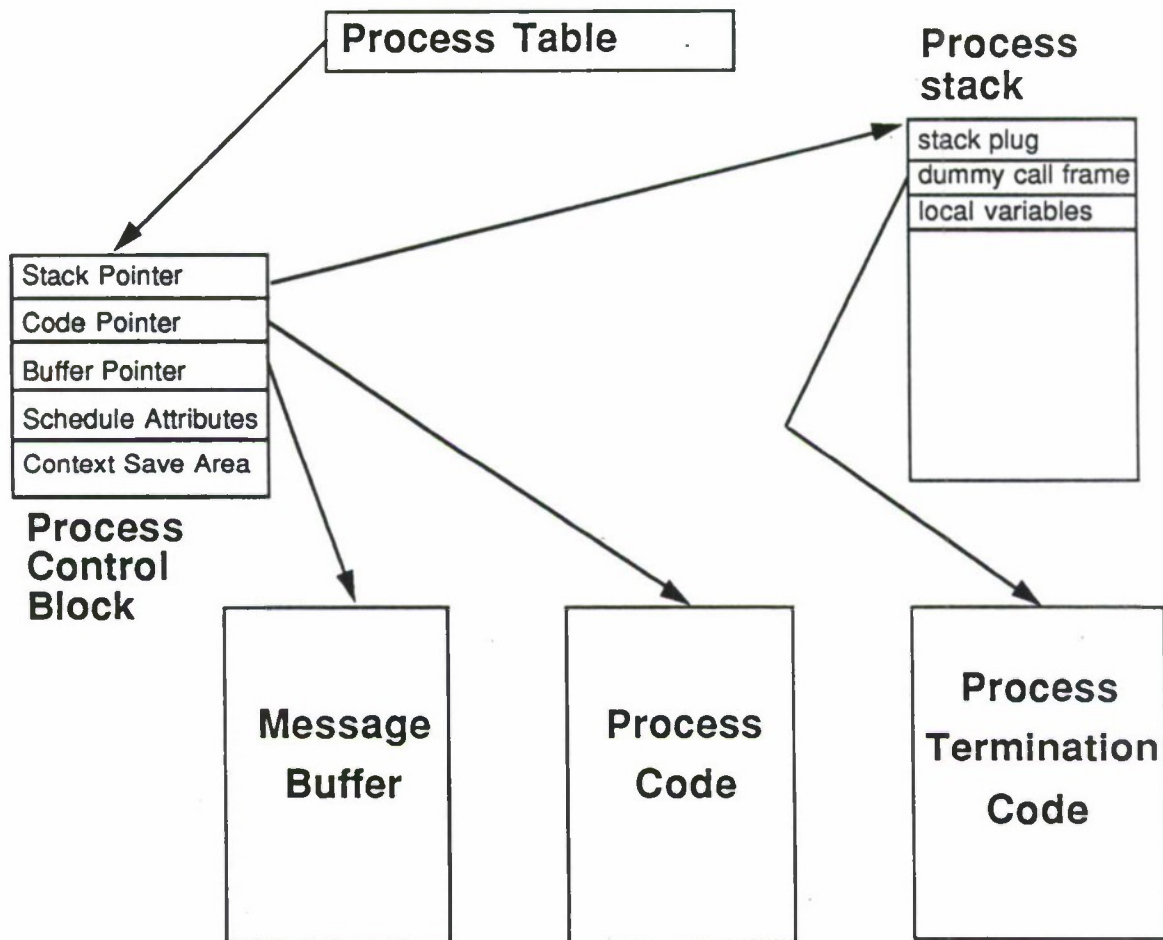 Process Table
Process
stack
stack plug
dummy call frame
local variables
Stack Pointer
Code Pointer
Buffer Pointer
Schedule Attributes
Context Save Area
Process
Control
Block
Message
Buffer
Process
Code
Process
Termination
Code